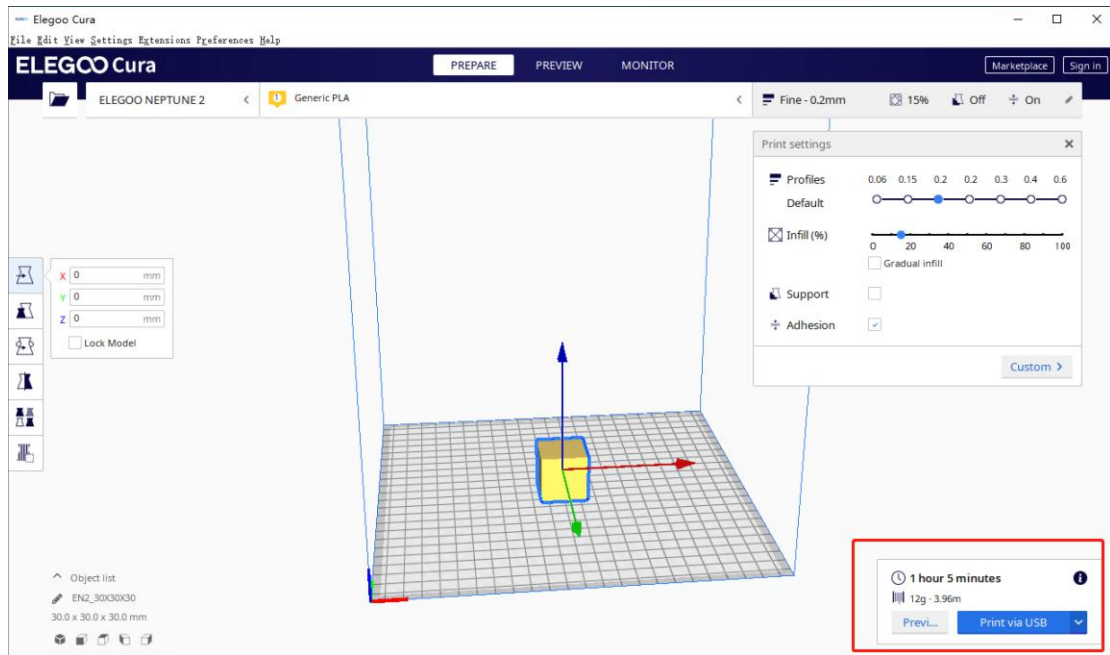 Elegoo Cura
File Edit View Settings Extensions Preferences Help
ELEGOO Cura
PREPARE
PREVIEW
MONITOR
Marketplace
Sign in
ELEGOO NEPTUNE 2
1
Generic PLA
Fine - 0.2mm
15%
Off
On
Print settings
Profiles
0.06 0.15 0.2 0.2 0.3 0.4 0.6
Default
Infill (%)
0 20 40 60 80 100
Gradual infill
Support
Adhesion
Custom
X 0 mm
Y 0 mm
Z 0 mm
Lock Model
Object list
EN2_30X30X30
30.0 x 30.0 x 30.0 mm
1 hour 5 minutes
12g · 3.96m
Previ...
Print via USB